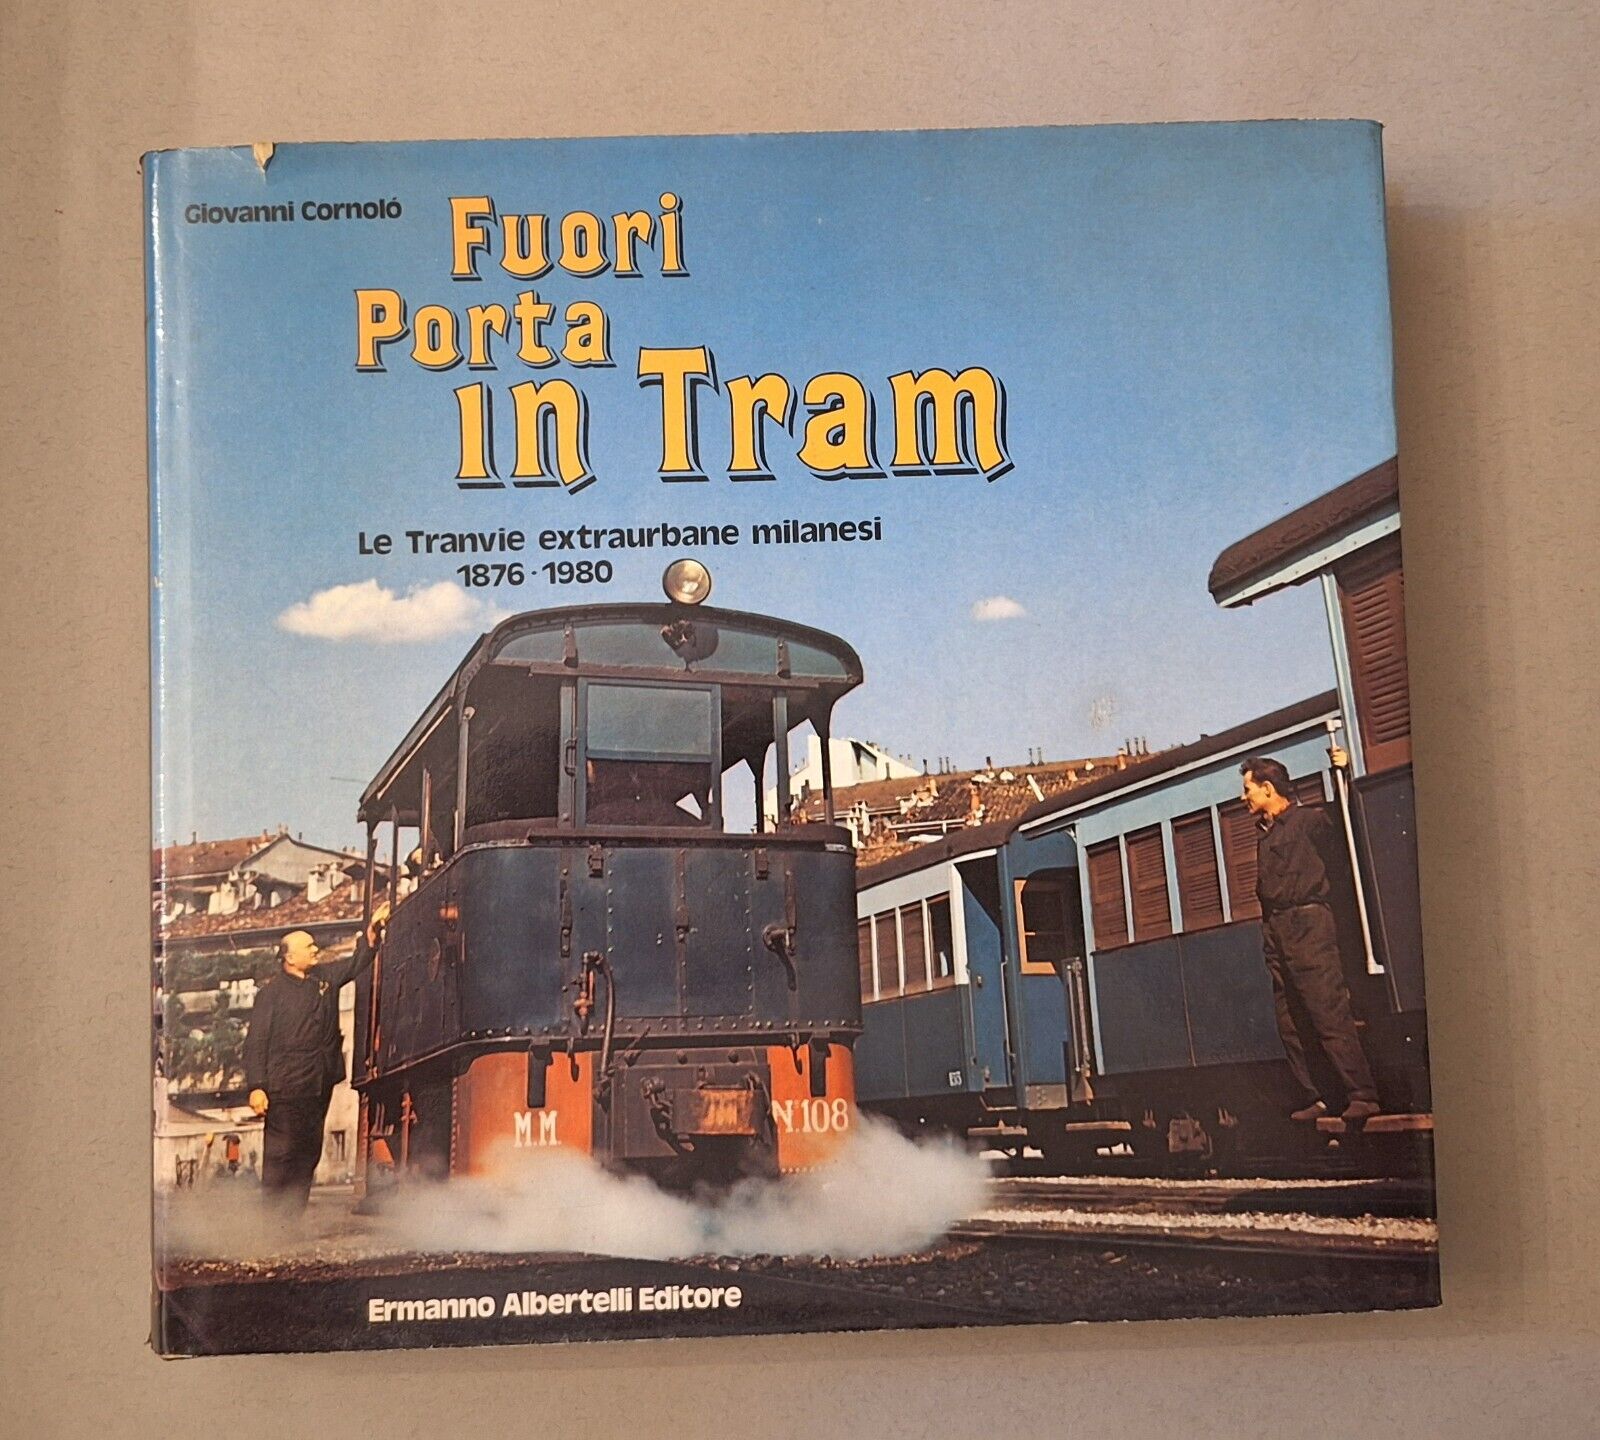 Giovanni Cornoló
Fuori
Porta
in Tram
Le Tranvie extraurbane milanesi
1876·1980
M.M.
N.108
Ermanno Albertelli Editore